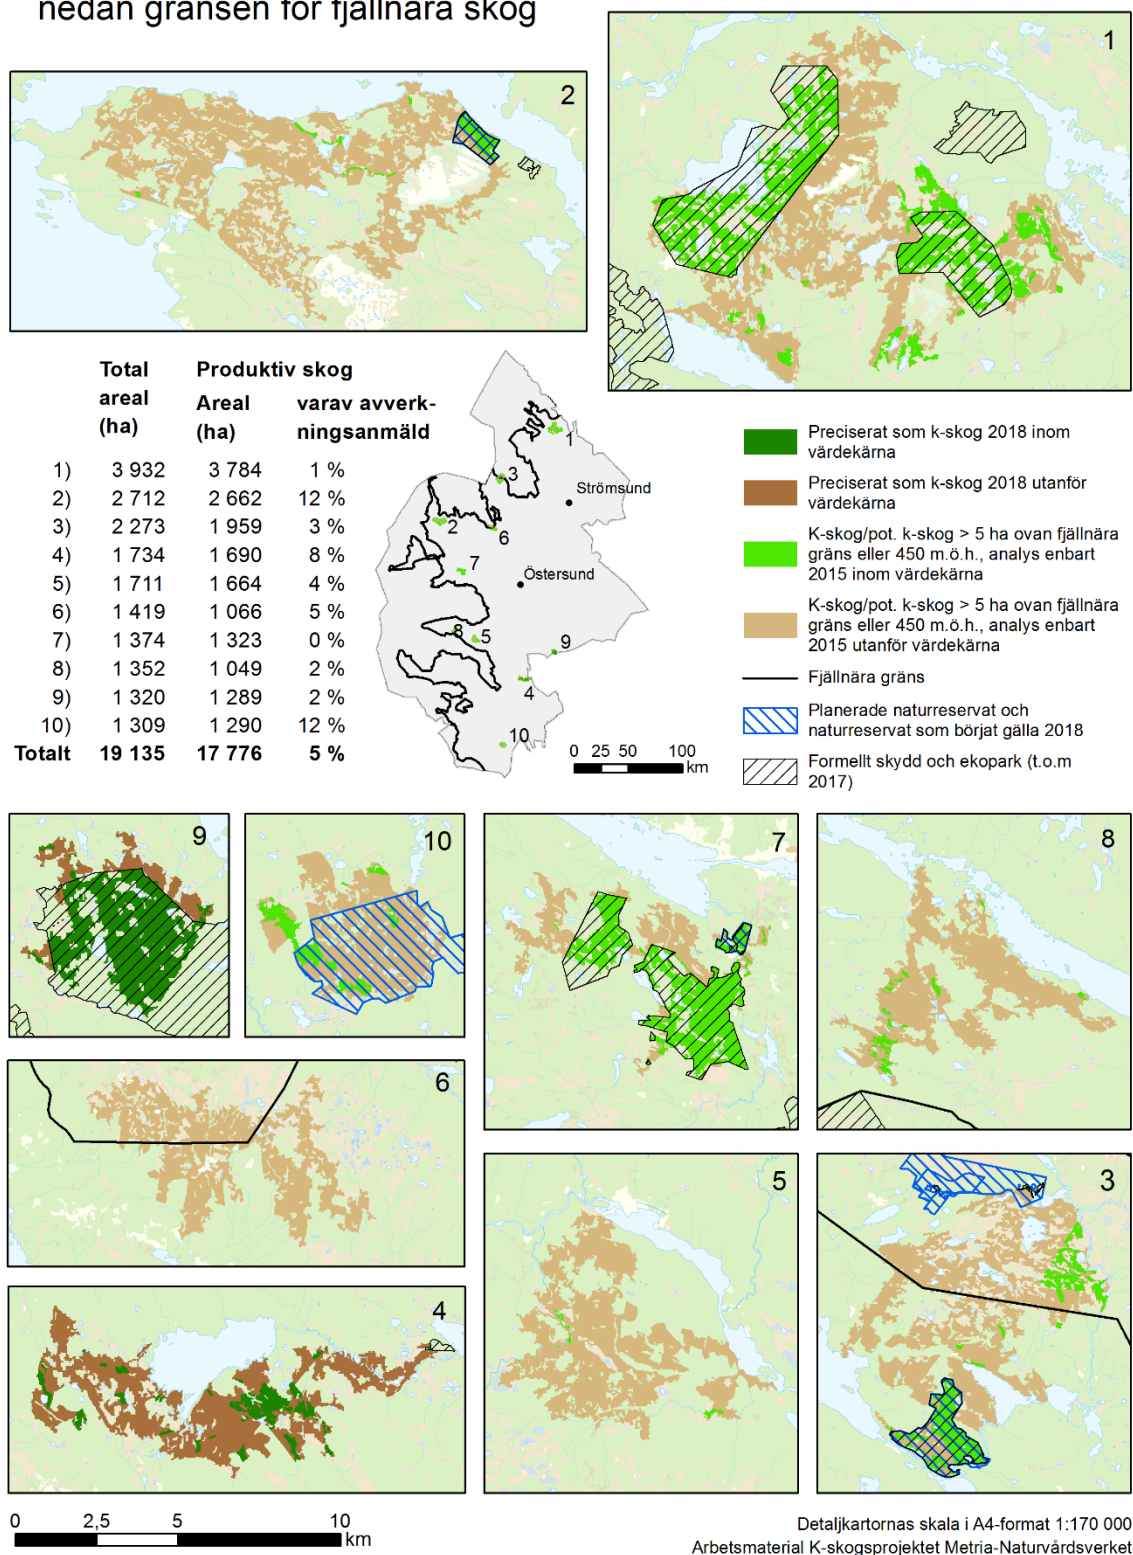 nedan gränsen för fjällnära skog
1
2
Total areal (ha)
Produktiv skog
Areal (ha)
varav avverk-
ningsanmäld
1) 3 932 3 784 1 %
2) 2 712 2 662 12 %
3) 2 273 1 959 3 %
4) 1 734 1 690 8 %
5) 1 711 1 664 4 %
6) 1 419 1 066 5 %
7) 1 374 1 323 0 %
8) 1 352 1 049 2 %
9) 1 320 1 289 2 %
10) 1 309 1 290 12 %
Totalt 19 135 17 776 5 %
1
3
Strömsund
2
6
7
Östersund
8
5
9
4
10
0 25 50 100
km
Preciserat som k-skog 2018 inom
värdekärna
Preciserat som k-skog 2018 utanför
värdekärna
K-skog/pot. k-skog > 5 ha ovan fjällnära
gräns eller 450 m.ö.h., analys enbart
2015 inom värdekärna
K-skog/pot. k-skog > 5 ha ovan fjällnära
gräns eller 450 m.ö.h., analys enbart
2015 utanför värdekärna
Fjällnära gräns
Planerade naturreservat och
naturreservat som börjat gälla 2018
Formellt skydd och ekopark (t.o.m
2017)
9
10
7
8
6
5
3
4
0 2,5 5 10
km
Detaljkartornas skala i A4-format 1:170 000
Arbetsmaterial K-skogsprojektet Metria-Naturvårdsverket